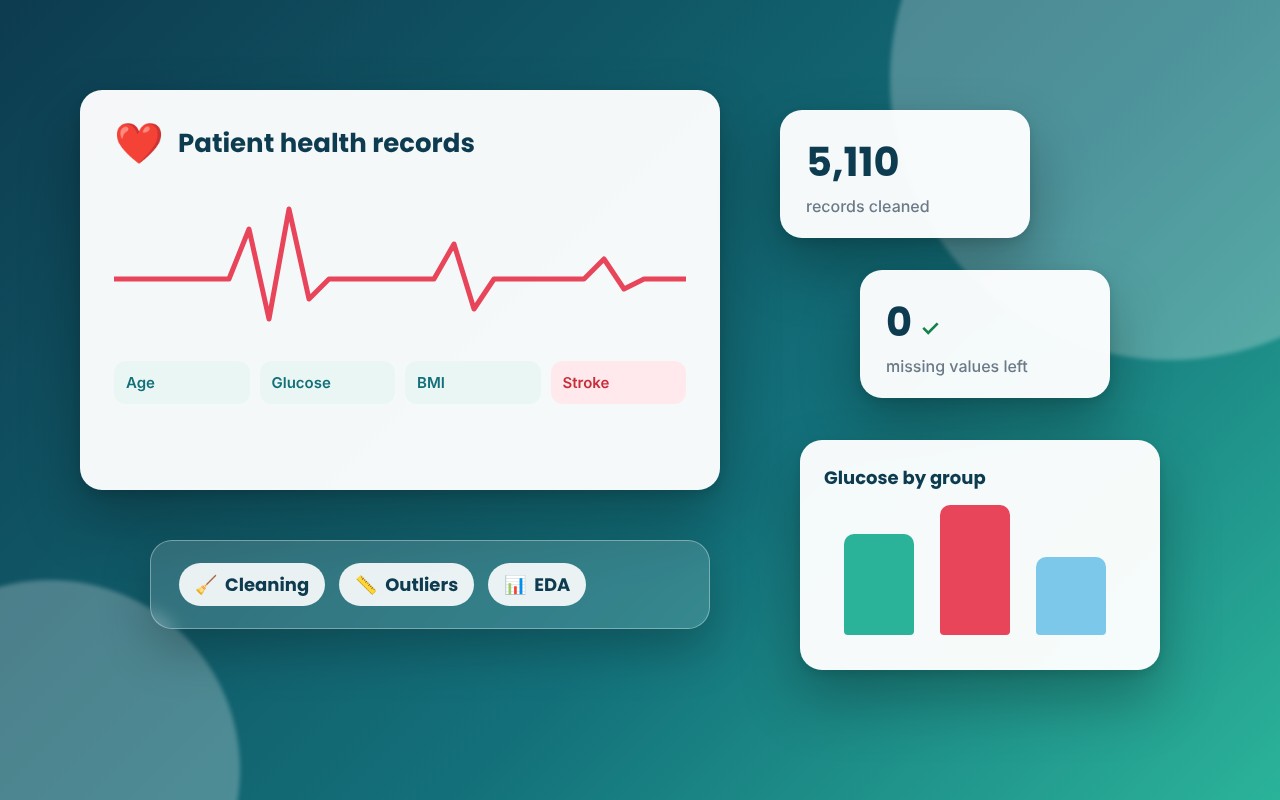 Patient health records
Age
Glucose
BMI
Stroke
Cleaning
Outliers
EDA
5,110
records cleaned
0
missing values left
Glucose by group